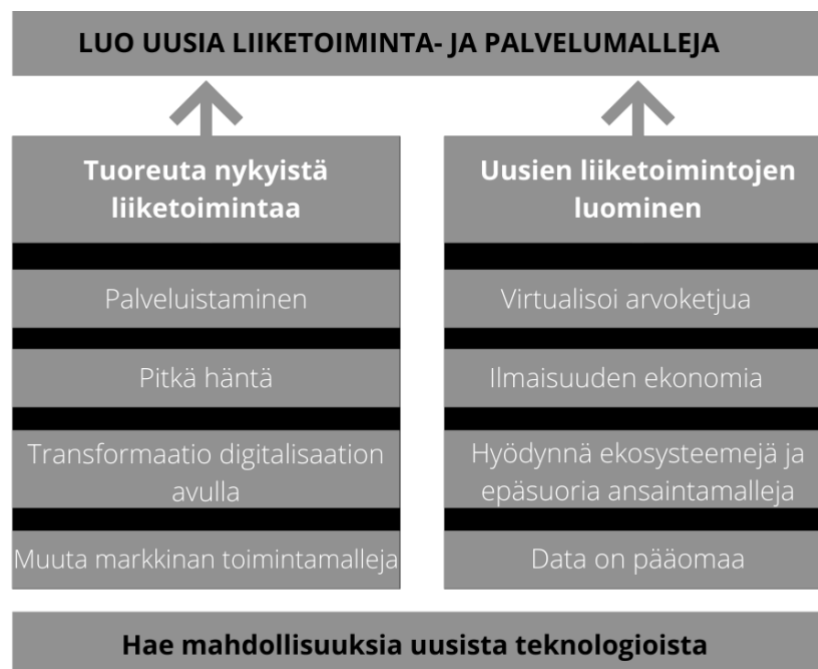 LUO UUSIA LIIKETOIMINTA- JA PALVELUMALLEJA
Tuoreuta nykyistä
liiketoimintaa
Palveluistaminen
Pitkä häntä
Transformaatio digitalisaation
avulla
Muuta markkinan toimintamalleja
Uusien liiketoimintojen
luominen
Virtualisoi arvoketjua
Ilmaisuuden ekonomia
Hyödynnä ekosysteemejä ja
epäsuoria ansaintamalleja
Data on pääomaa
Hae mahdollisuuksia uusista teknologioista